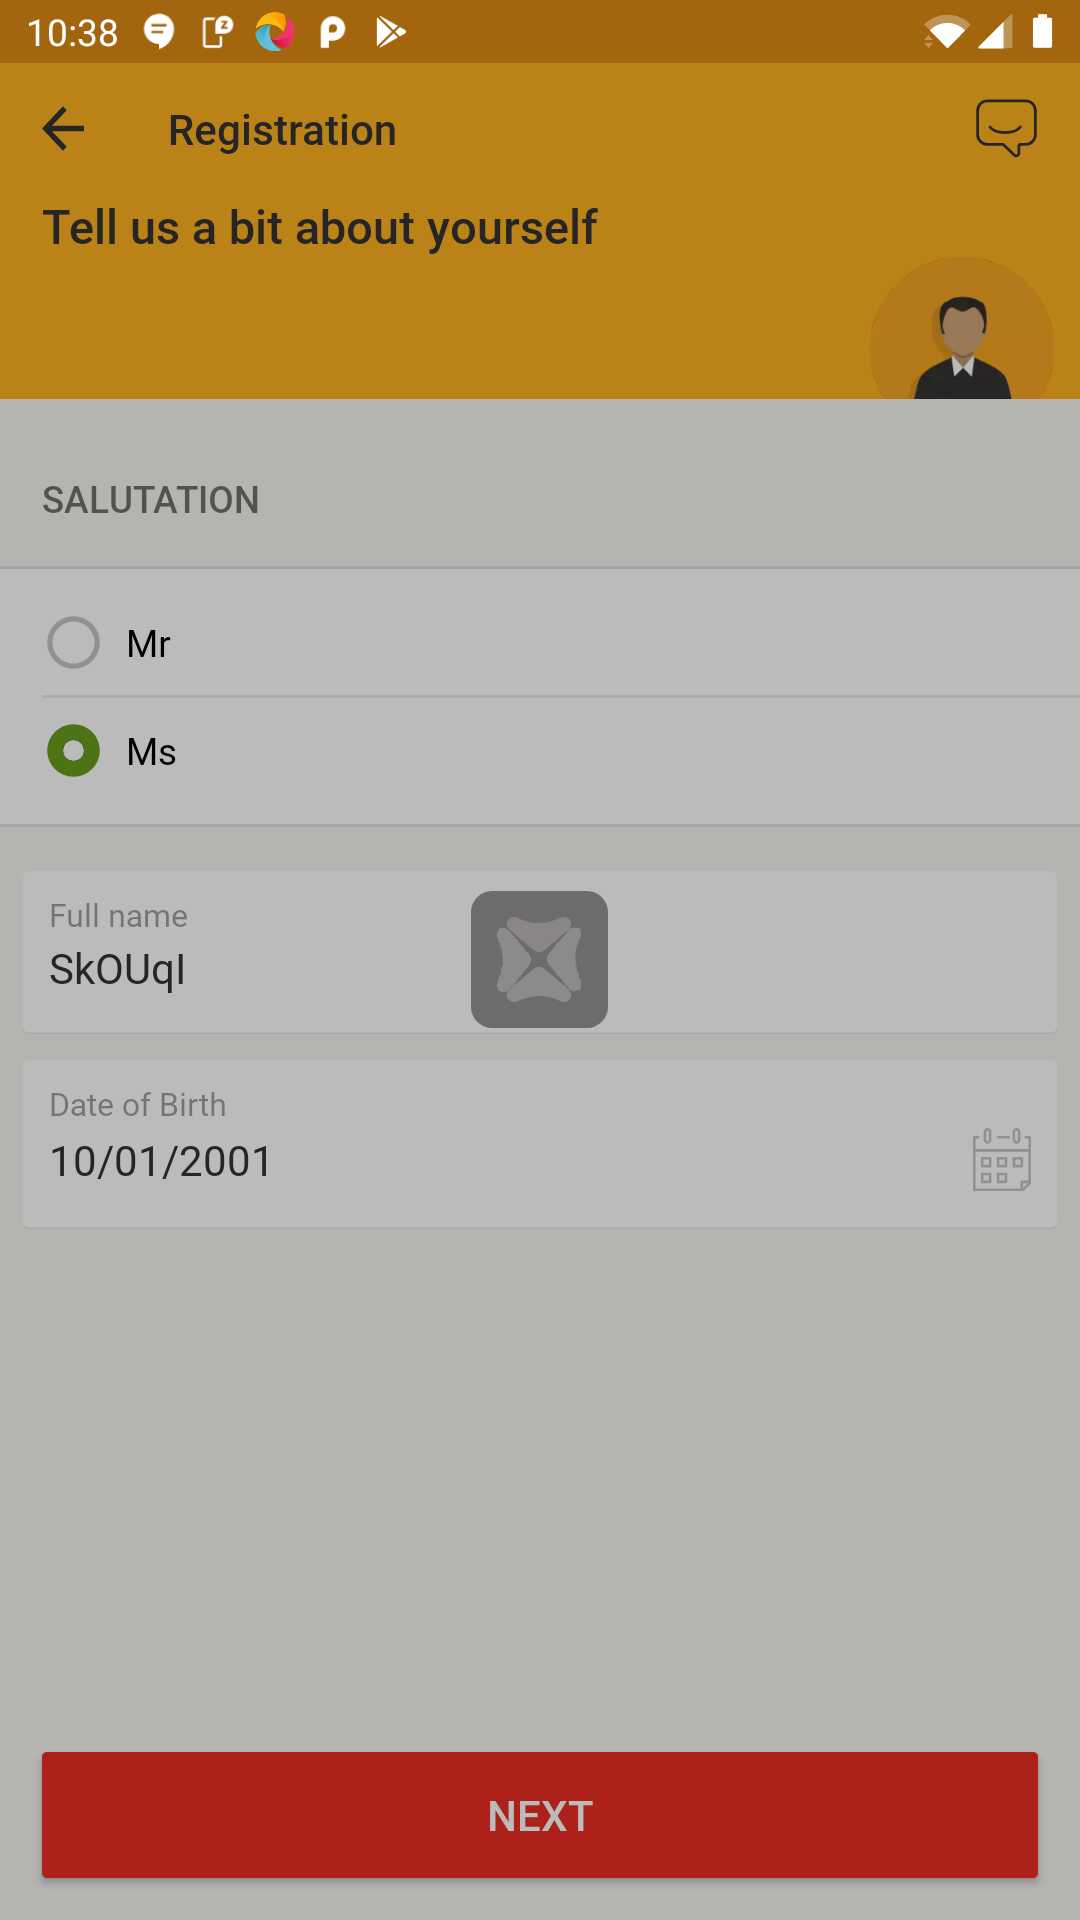 10:38
Registration
Tell us a bit about yourself
SALUTATION
Mr
Ms
Full name
SkOUqI
Date of Birth
10/01/2001
NEXT